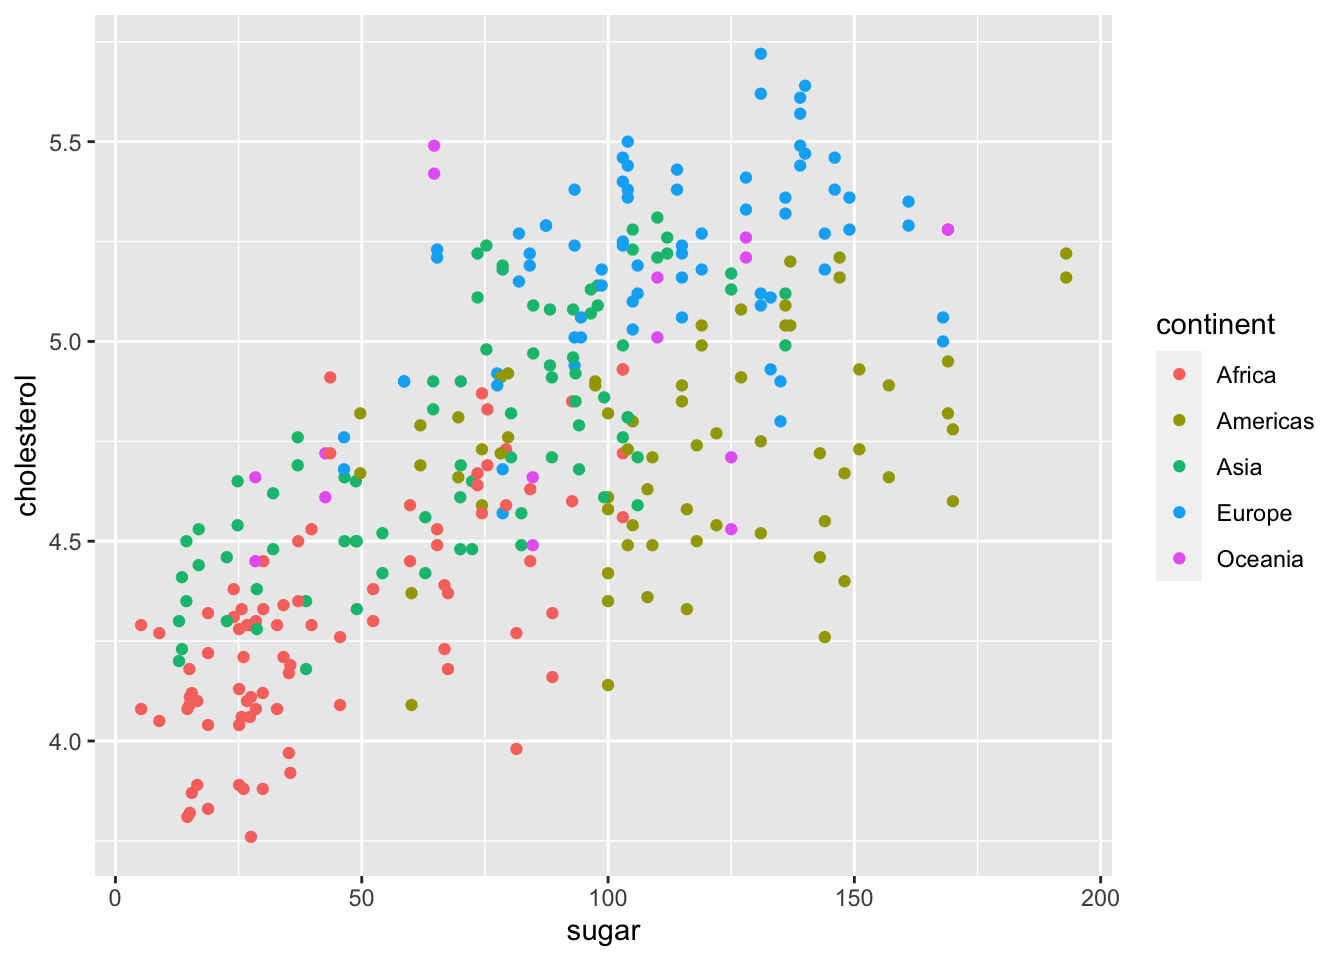 cholesterol
5.5
5.0
4.5
4.0
0
50
100
150
200
sugar
continent
Africa
Americas
Asia
Europe
Oceania